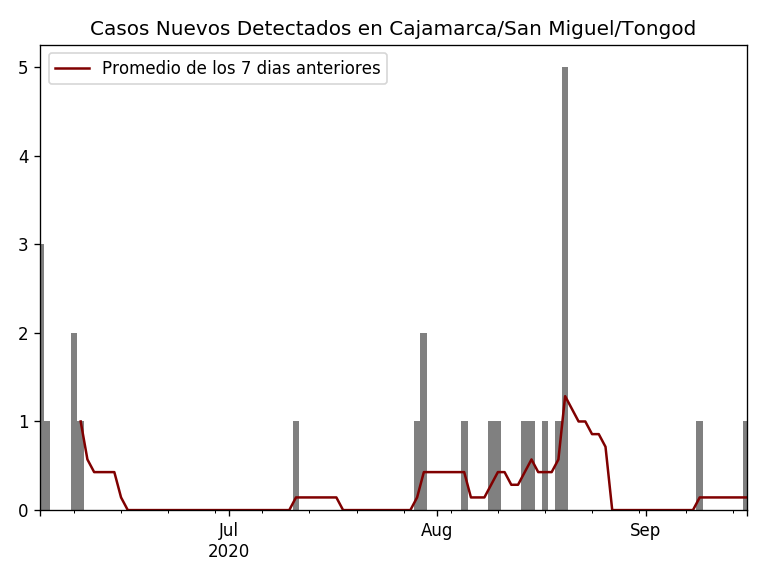 Casos Nuevos Detectados en Cajamarca/San Miguel/Tongod
Promedio de los 7 dias anteriores
5
4
3
2
1
0
Jul
2020
Aug
Sep